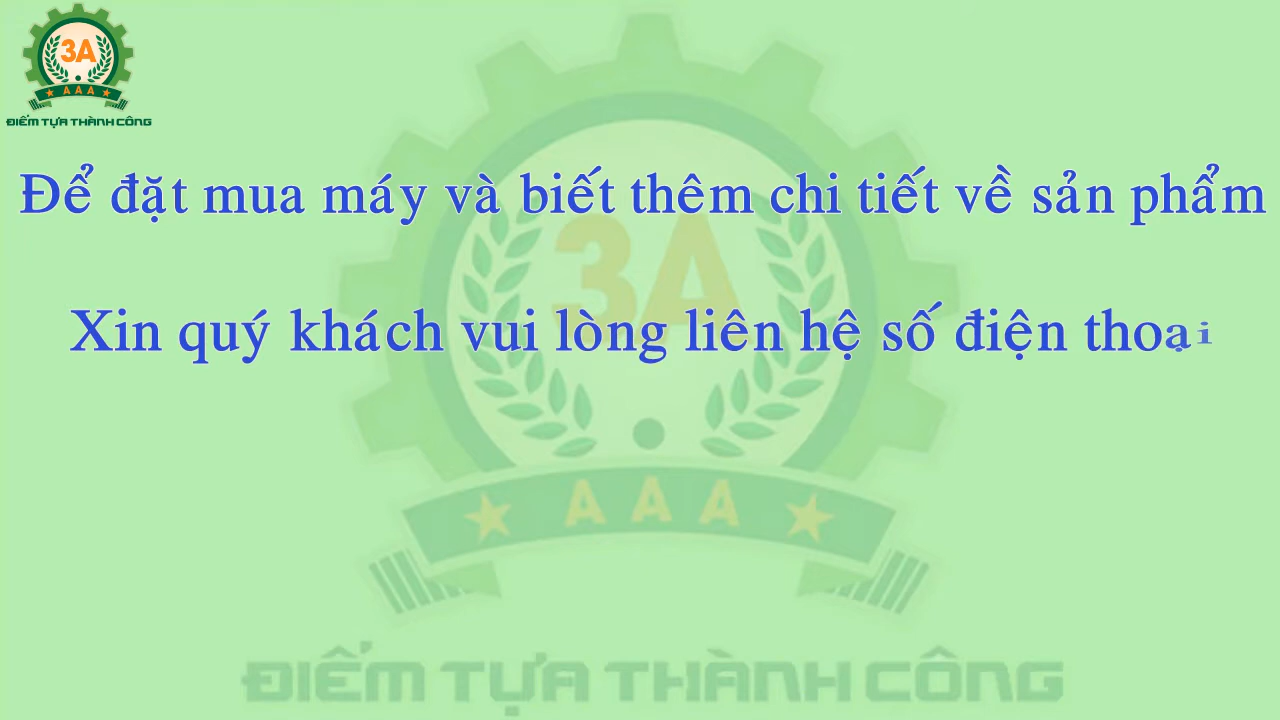 3A
AAA
ĐIỂM TỰA THÀNH CÔNG
Để đặt mua máy và biết thêm chi tiết về sản phẩm
3A
Xin quý khách vui lòng liên hệ số điện thoại
AAA
ĐIỂM TỰA THÀNH CÔNG